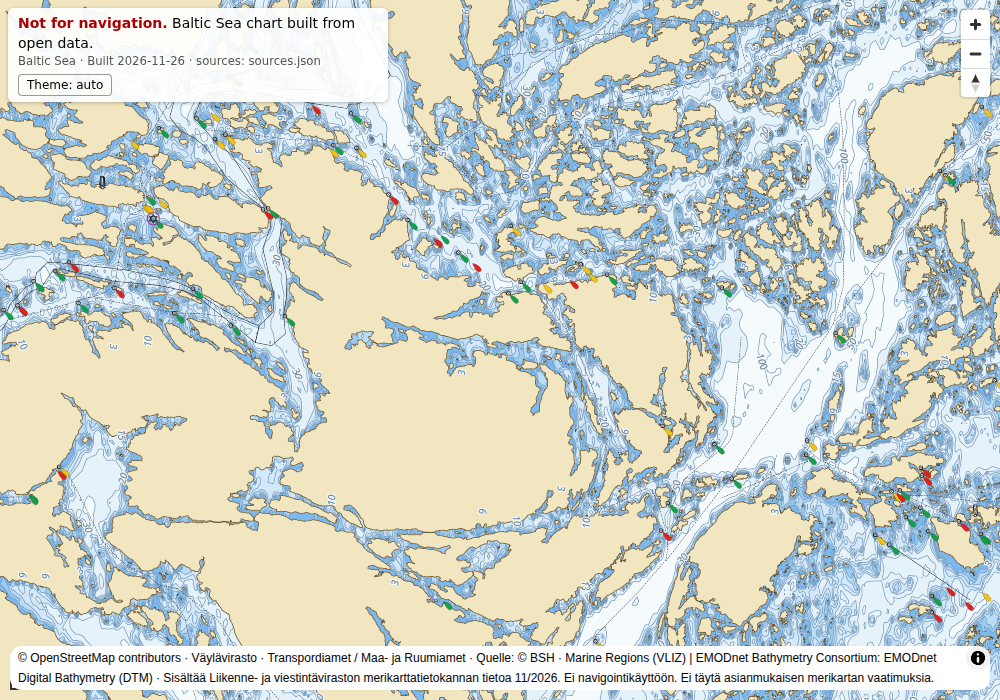 Not for navigation. Baltic Sea chart built from
open data.
Baltic Sea · Built 2026-11-26 · sources: sources.json
Theme: auto
© OpenStreetMap contributors · Väylävirasto · Transpordiamet / Maa- ja Ruumiamet · Quelle: © BSH · Marine Regions (VLIZ) | EMODnet Bathymetry Consortium: EMODnet
Digital Bathymetry (DTM) · Sisältää Liikenne- ja viestintäviraston merikarttatietokannan tietoa 11/2026. Ei navigointikäyttöön. Ei täytä asianmukaisen merikartan vaatimuksia.